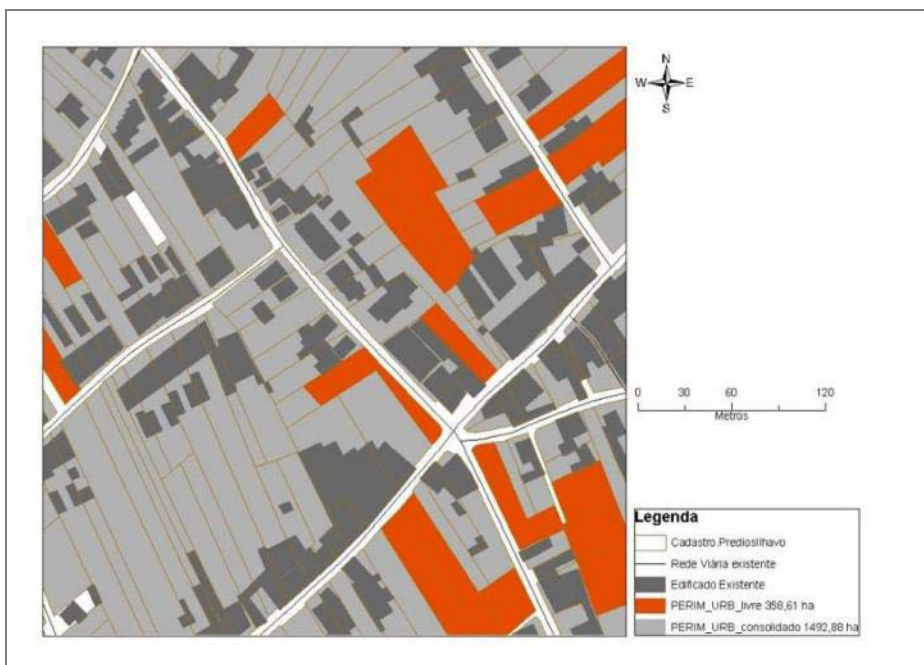 N
W E
S
0 30 60 120
Metros
Legenda
Cadastro.PrediosIlhavo
Rede Viária existente
Edificado Existente
PERIM_URB_livre 358,61 ha
PERIM_URB_consolidado 1492,88 ha